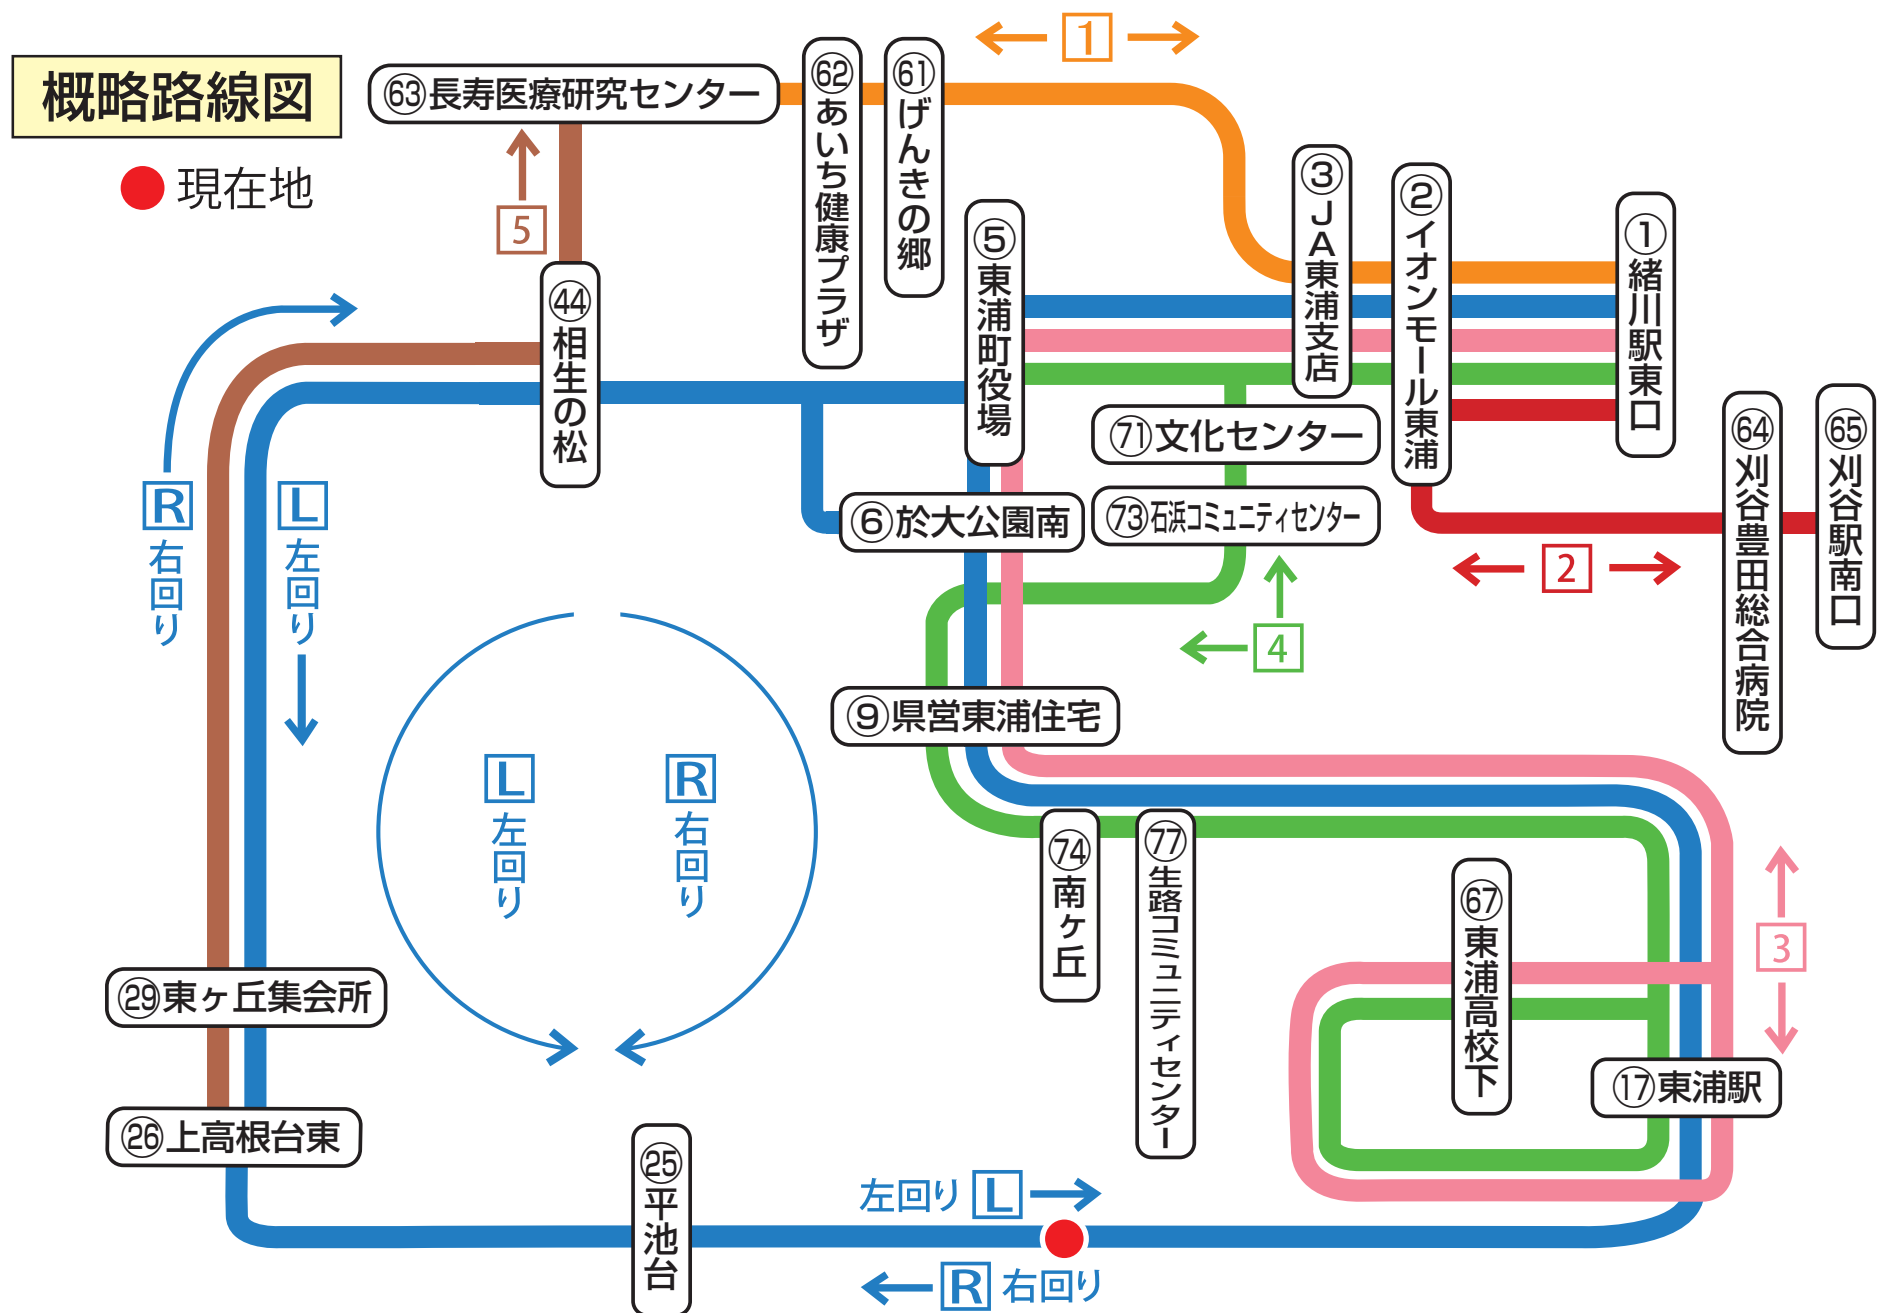 概略路線図
現在地
1
㊿長寿医療研究センター
62あいち健康プラザ
61げんきの郷
5
③JA東浦支店
②イオンモール東浦
①緒川駅東口
⑤東浦町役場
㊹相生の松
71文化センター
73石浜コミュニティセンター
⑥於大公園南
64刈谷豊田総合病院
65刈谷駅南口
2
4
R
右回り
L
左回り
⑨県営東浦住宅
L
左回り
R
右回り
74南ヶ丘
77生路コミュニティセンター
67東浦高校下
3
㉙東ヶ丘集会所
⑰東浦駅
㉖上高根台東
㉕平池台
左回り L
R 右回り